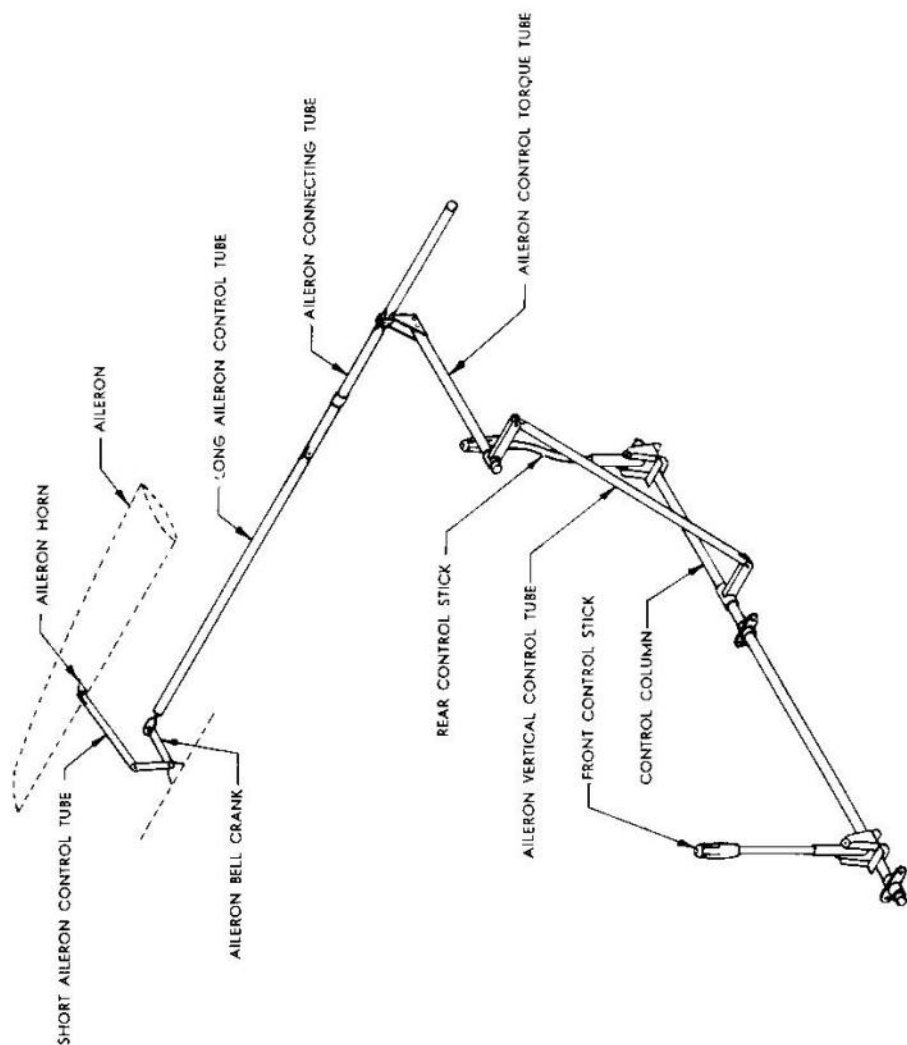 SHORT AILERON CONTROL TUBE
AILERON HORN
AILERON
LONG AILERON CONTROL TUBE
AILERON CONNECTING TUBE
AILERON CONTROL TORQUE TUBE
AILERON BELL CRANK
REAR CONTROL STICK
AILERON VERTICAL CONTROL TUBE
FRONT CONTROL STICK
CONTROL COLUMN